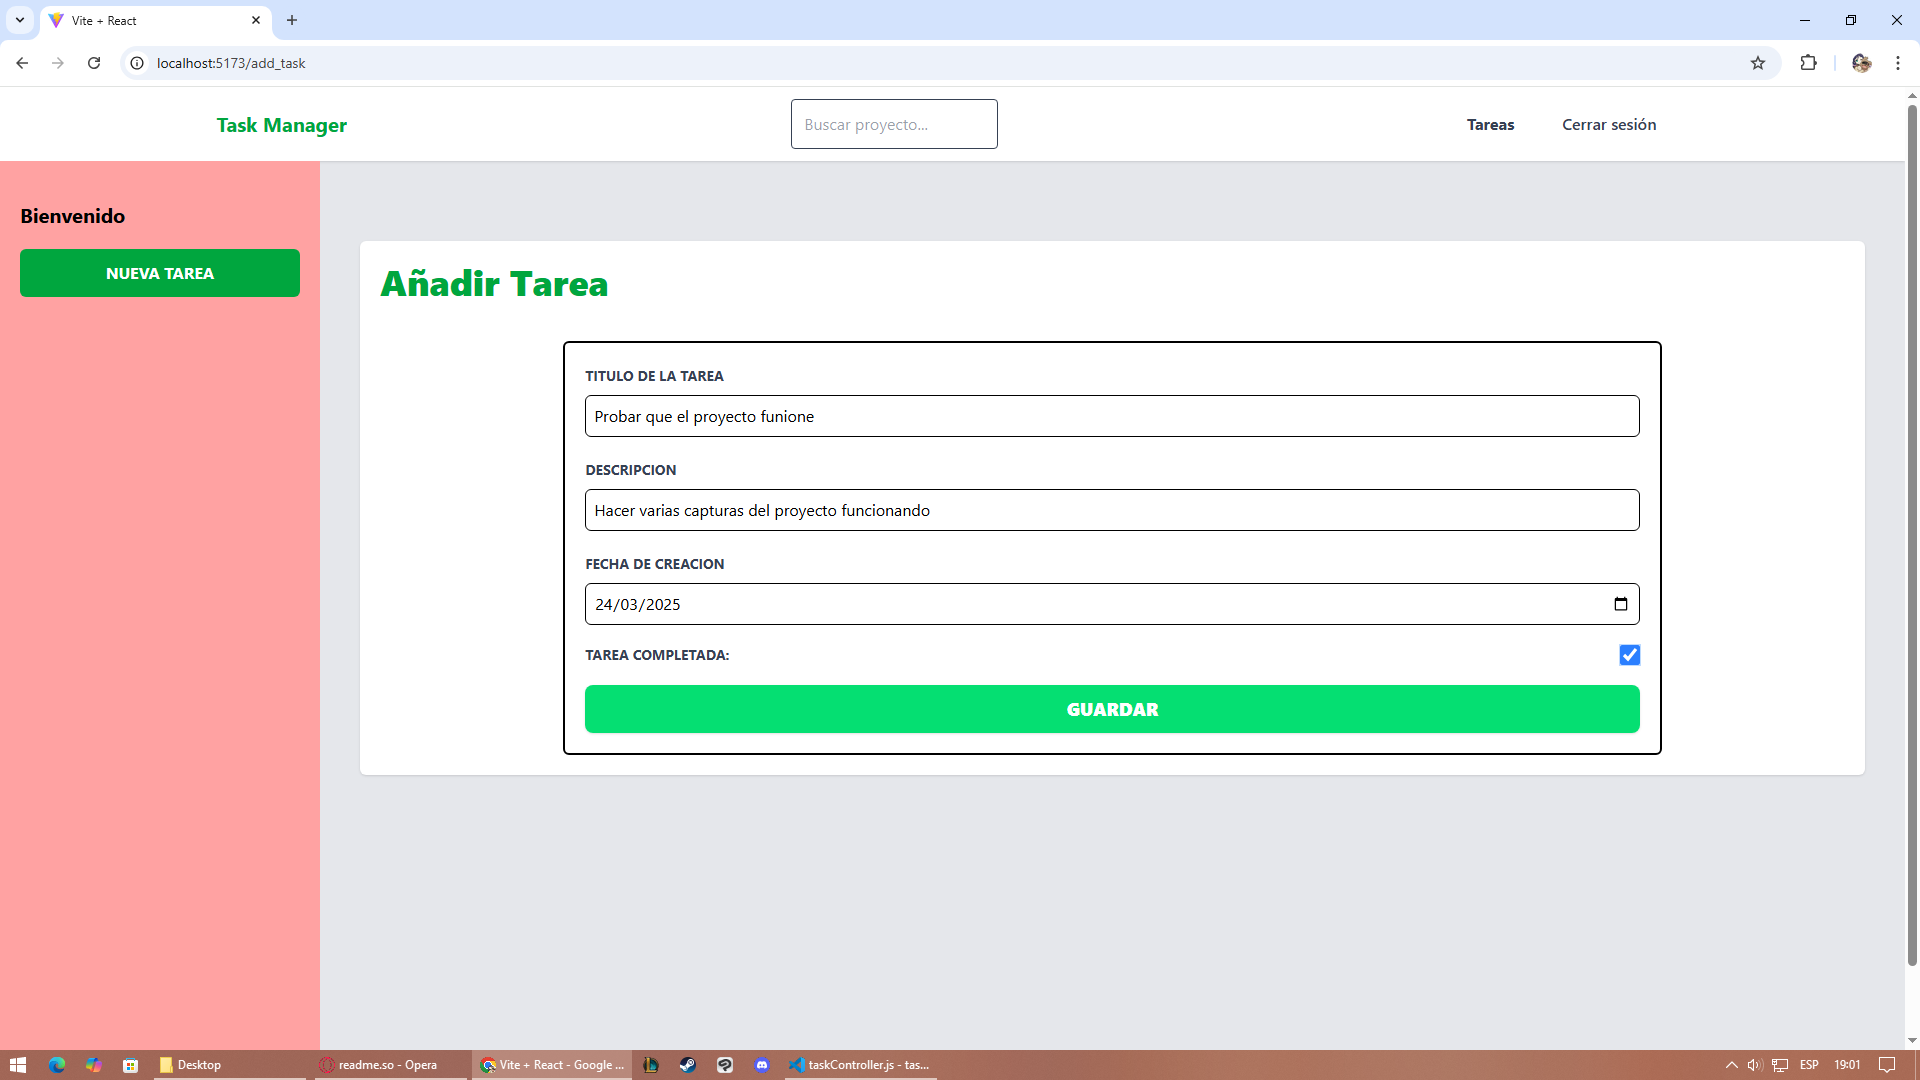 Vite + React
localhost:5173/add_task
Task Manager
Buscar proyecto...
Tareas
Cerrar sesión
Bienvenido
NUEVA TAREA
Añadir Tarea
TITULO DE LA TAREA
Probar que el proyecto funione
DESCRIPCION
Hacer varias capturas del proyecto funcionando
FECHA DE CREACION
24/03/2025
TAREA COMPLETADA:
GUARDAR
Desktop
readme.so - Opera
Vite + React - Google ...
taskController.js - tas...
ESP
19:01